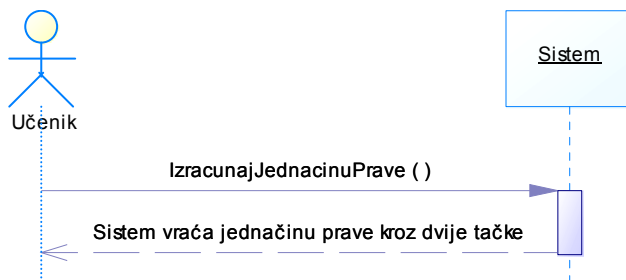 Sistem
Učenik
IzracunajJednacinuPrave ( )
Sistem vraća jednačinu prave kroz dvije tačke